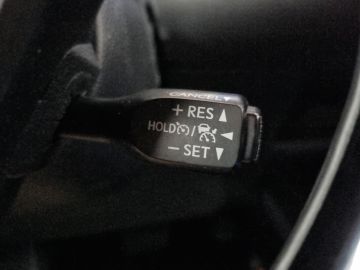 CANCEL
+ RES ▲
HOLD / ◄
− SET ▼